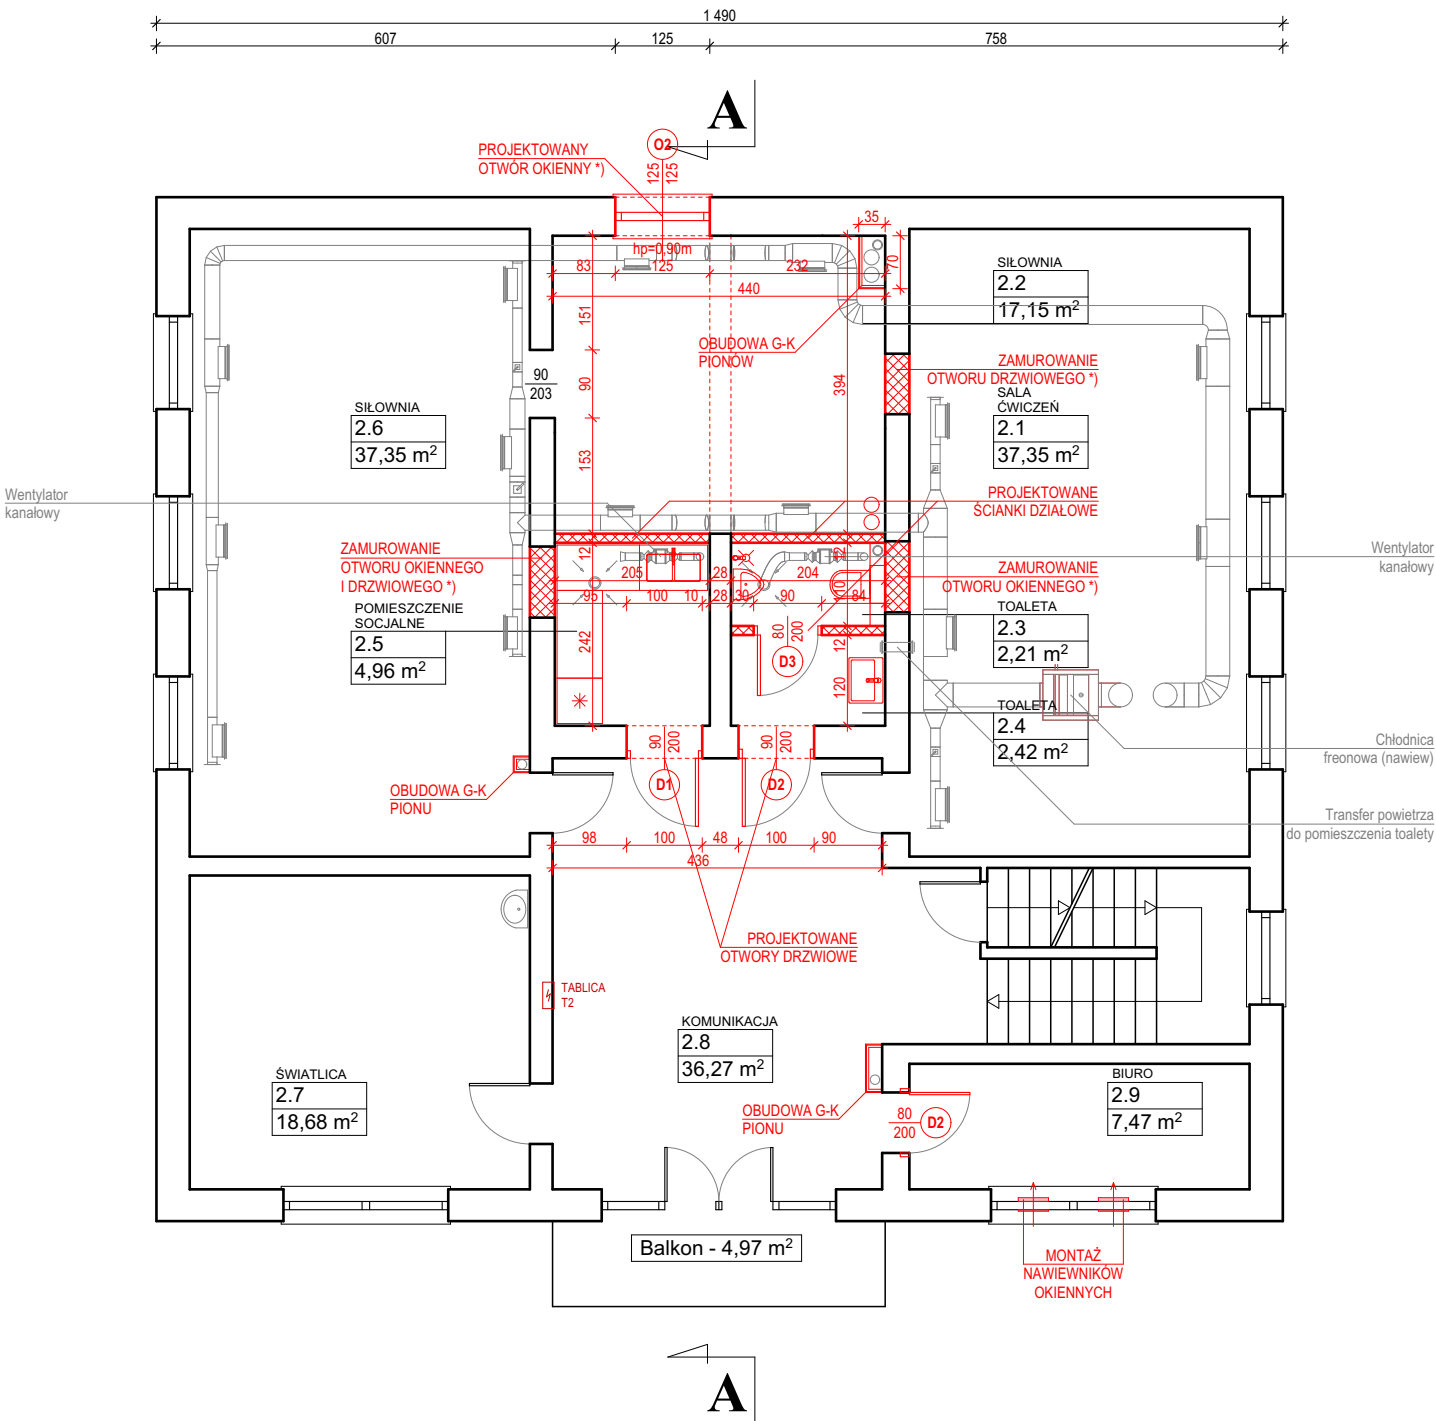 1 490
607
125
758
A
PROJEKTOWANY
OTWÓR OKIENNY *)
O2
125
125
hp=0,90m
83
125
232
440
35
70
151
90
153
394
90
203
OBUDOWA G-K
PIONÓW
SIŁOWNIA
2.2
17,15 m²
ZAMUROWANIE
OTWORU DRZWIOWEGO *)
SALA
ĆWICZEŃ
2.1
37,35 m²
SIŁOWNIA
2.6
37,35 m²
Wentylator
kanałowy
PROJEKTOWANE
ŚCIANKI DZIAŁOWE
ZAMUROWANIE
OTWORU OKIENNEGO
I DRZWIOWEGO *)
ZAMUROWANIE
OTWORU OKIENNEGO *)
Wentylator
kanałowy
12
205
28
204
95
100
10
28
30
90
84
242
80
200
D3
12
120
POMIESZCZENIE
SOCJALNE
2.5
4,96 m²
TOALETA
2.3
2,21 m²
TOALETA
2.4
2,42 m²
Chłodnica
freonowa (nawiew)
Transfer powietrza
do pomieszczenia toalety
90
200
D1
90
200
D2
OBUDOWA G-K
PIONU
98
100
48
100
90
436
PROJEKTOWANE
OTWORY DRZWIOWE
TABLICA
T2
KOMUNIKACJA
2.8
36,27 m²
ŚWIATLICA
2.7
18,68 m²
OBUDOWA G-K
PIONU
80
200
D2
BIURO
2.9
7,47 m²
Balkon - 4,97 m²
MONTAŻ
NAWIEWNIKÓW
OKIENNYCH
A